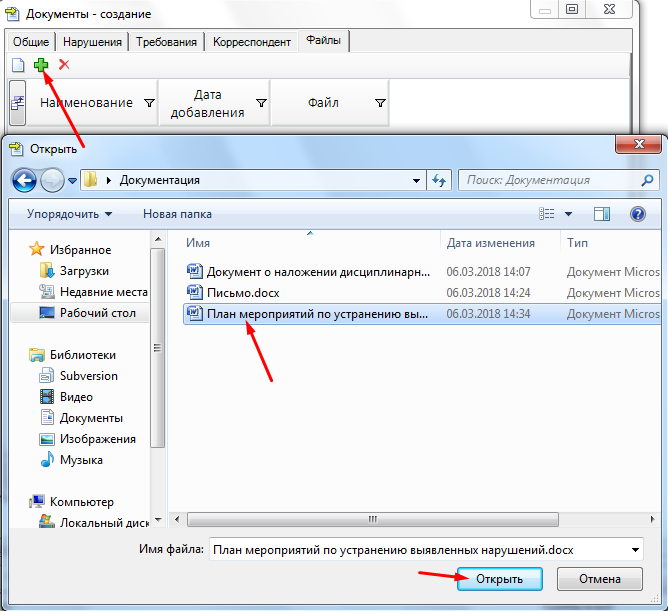 Документы - создание
Общие Нарушения Требования Корреспондент Файлы
Наименование Дата добавления Файл
Открыть
Документация Поиск: Документация
Упорядочить Новая папка
Имя Дата изменения Тип
Избранное
Загрузки
Недавние места
Рабочий стол
Библиотеки
Subversion
Видео
Документы
Изображения
Музыка
Компьютер
Локальный диск
Документ о наложении дисциплинарн... 06.03.2018 14:07 Документ Micros
Письмо.docx 06.03.2018 14:24 Документ Micros
План мероприятий по устранению вы... 06.03.2018 14:34 Документ Micros
Имя файла: План мероприятий по устранению выявленных нарушений.docx
Открыть Отмена